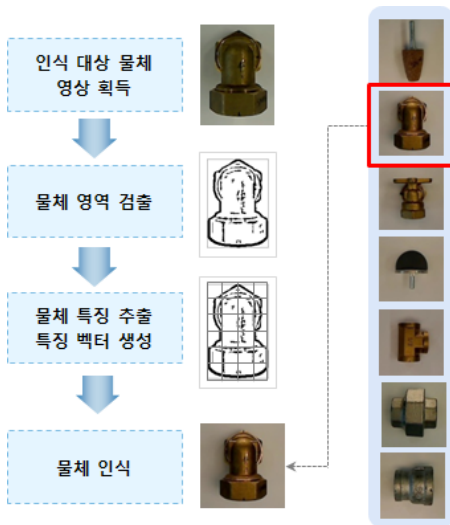 인식 대상 물체
영상 획득
물체 영역 검출
물체 특징 추출
특징 벡터 생성
물체 인식